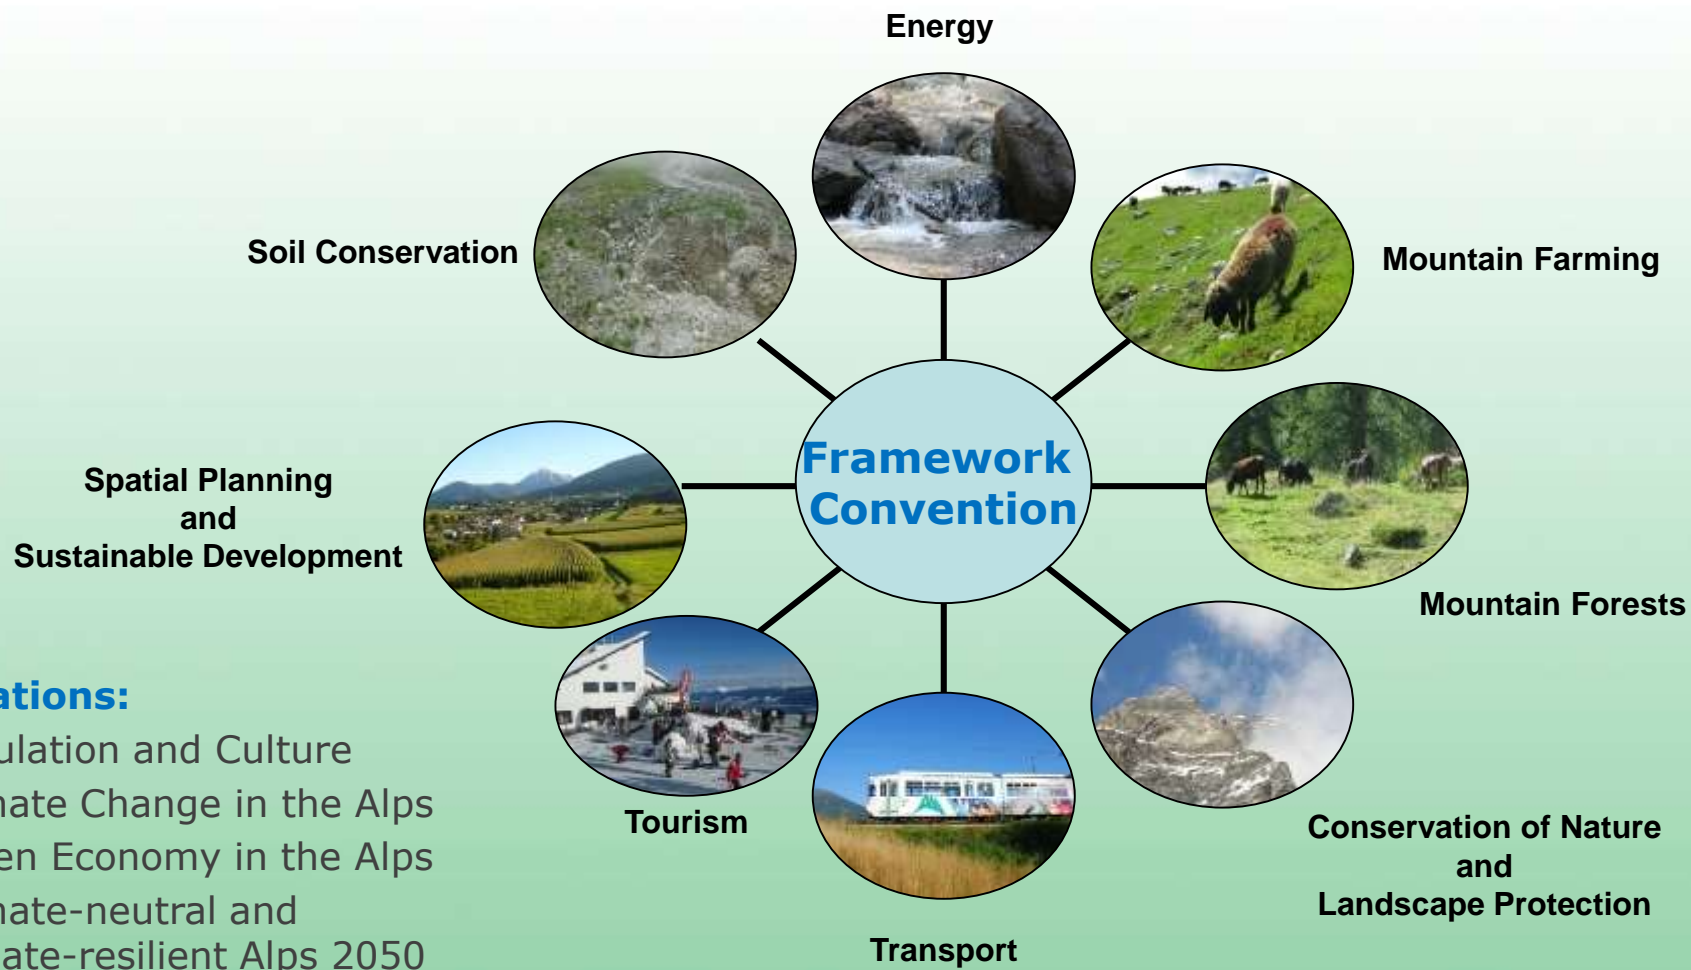 Energy
Soil Conservation
Mountain Farming
Framework
Convention
Spatial Planning
and
Sustainable Development
Mountain Forests
Tourism
Conservation of Nature
and
Landscape Protection
Transport
ations:
ulation and Culture
nate Change in the Alps
en Economy in the Alps
nate-neutral and
ate-resilient Alps 2050